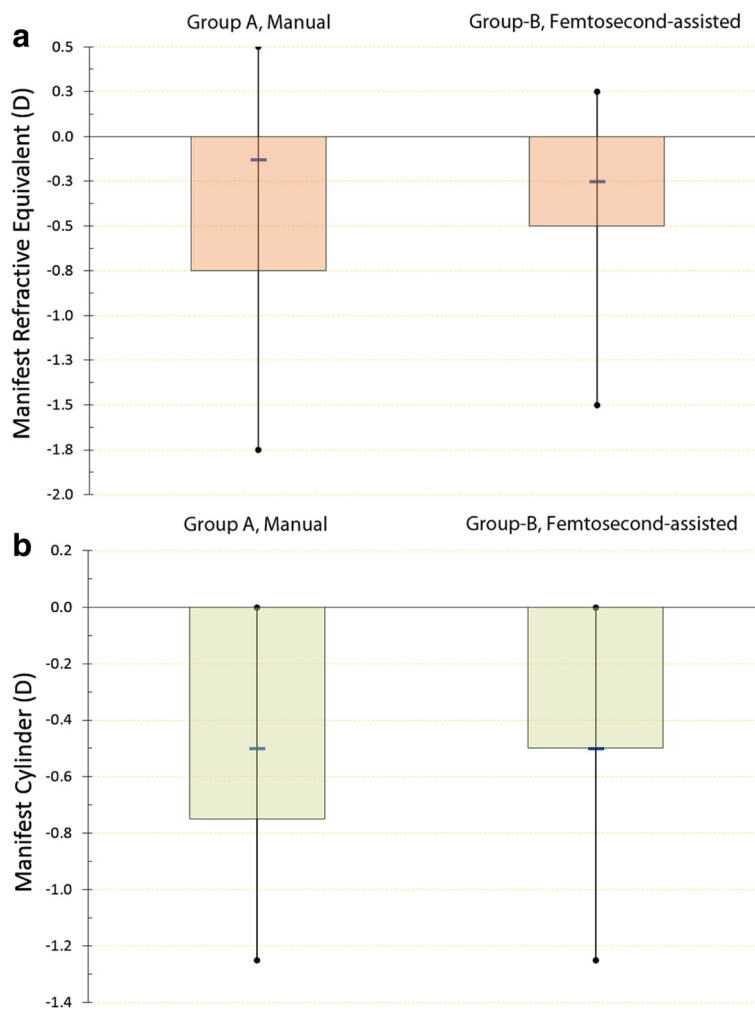 a
Group A, Manual
Group-B, Femtosecond-assisted
Manifest Refractive Equivalent (D)
0.5
0.3
0.0
-0.3
-0.5
-0.8
-1.0
-1.3
-1.5
-1.8
-2.0
b
Group A, Manual
Group-B, Femtosecond-assisted
Manifest Cylinder (D)
0.2
0.0
-0.2
-0.4
-0.6
-0.8
-1.0
-1.2
-1.4